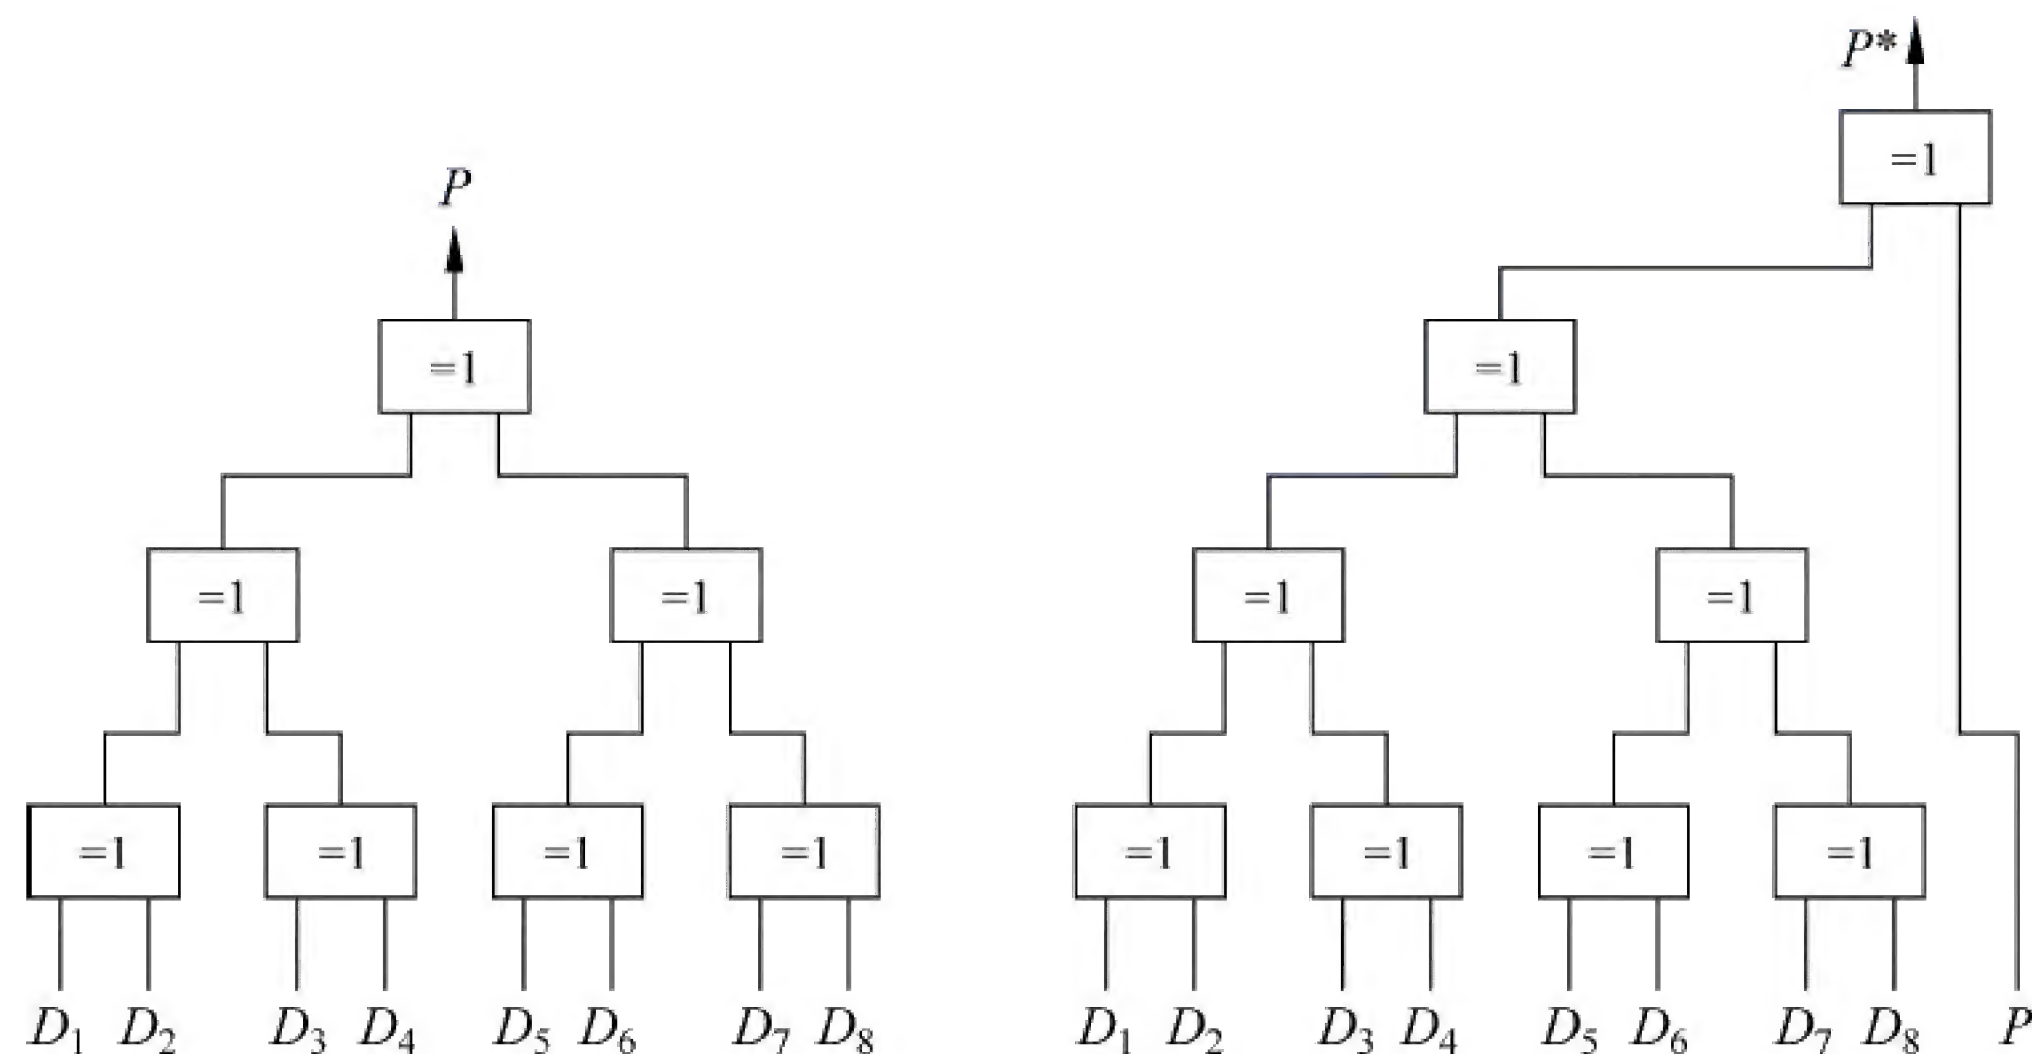 P*
=1
P
=1 =1
=1 =1 =1 =1
=1 =1 =1 =1 =1 =1 =1 =1
D₁ D₂ D₃ D₄ D₅ D₆ D₇ D₈ D₁ D₂ D₃ D₄ D₅ D₆ D₇ D₈ P